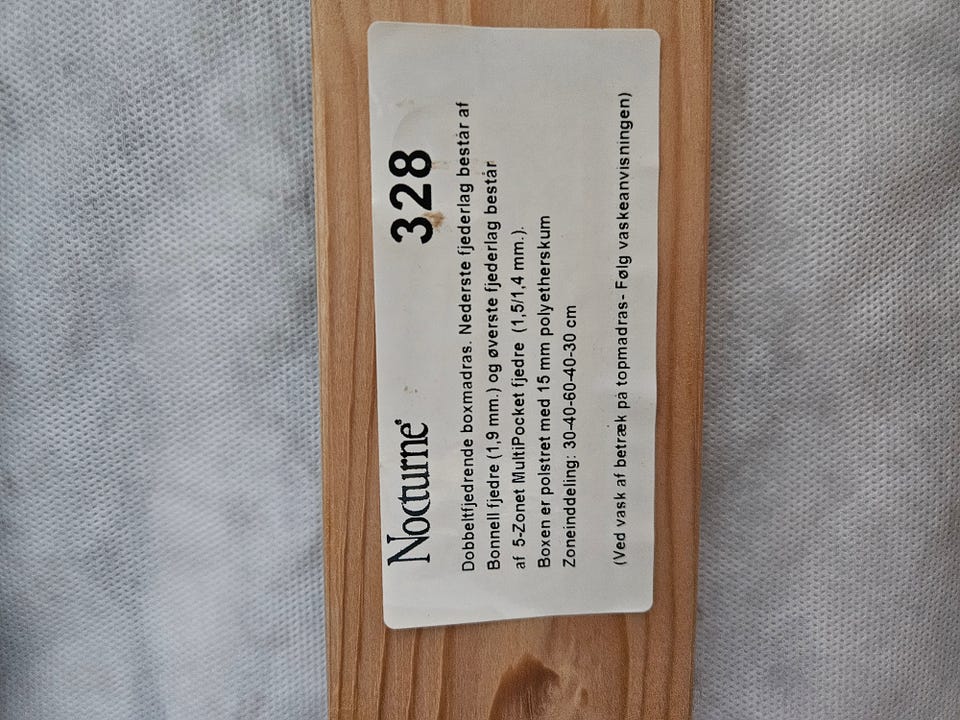 Nocturne® 328
Dobbeltfjedrende boxmadras. Nederste fjederlag består af
Bonnell fjedre (1,9 mm.) og øverste fjederlag består
af 5-Zonet MultiPocket fjedre (1,5/1,4 mm.).
Boxen er polstret med 15 mm polyetherskum
Zoneinddeling: 30-40-60-40-30 cm
(Ved vask af betræk på topmadras- Følg vaskeanvisningen)